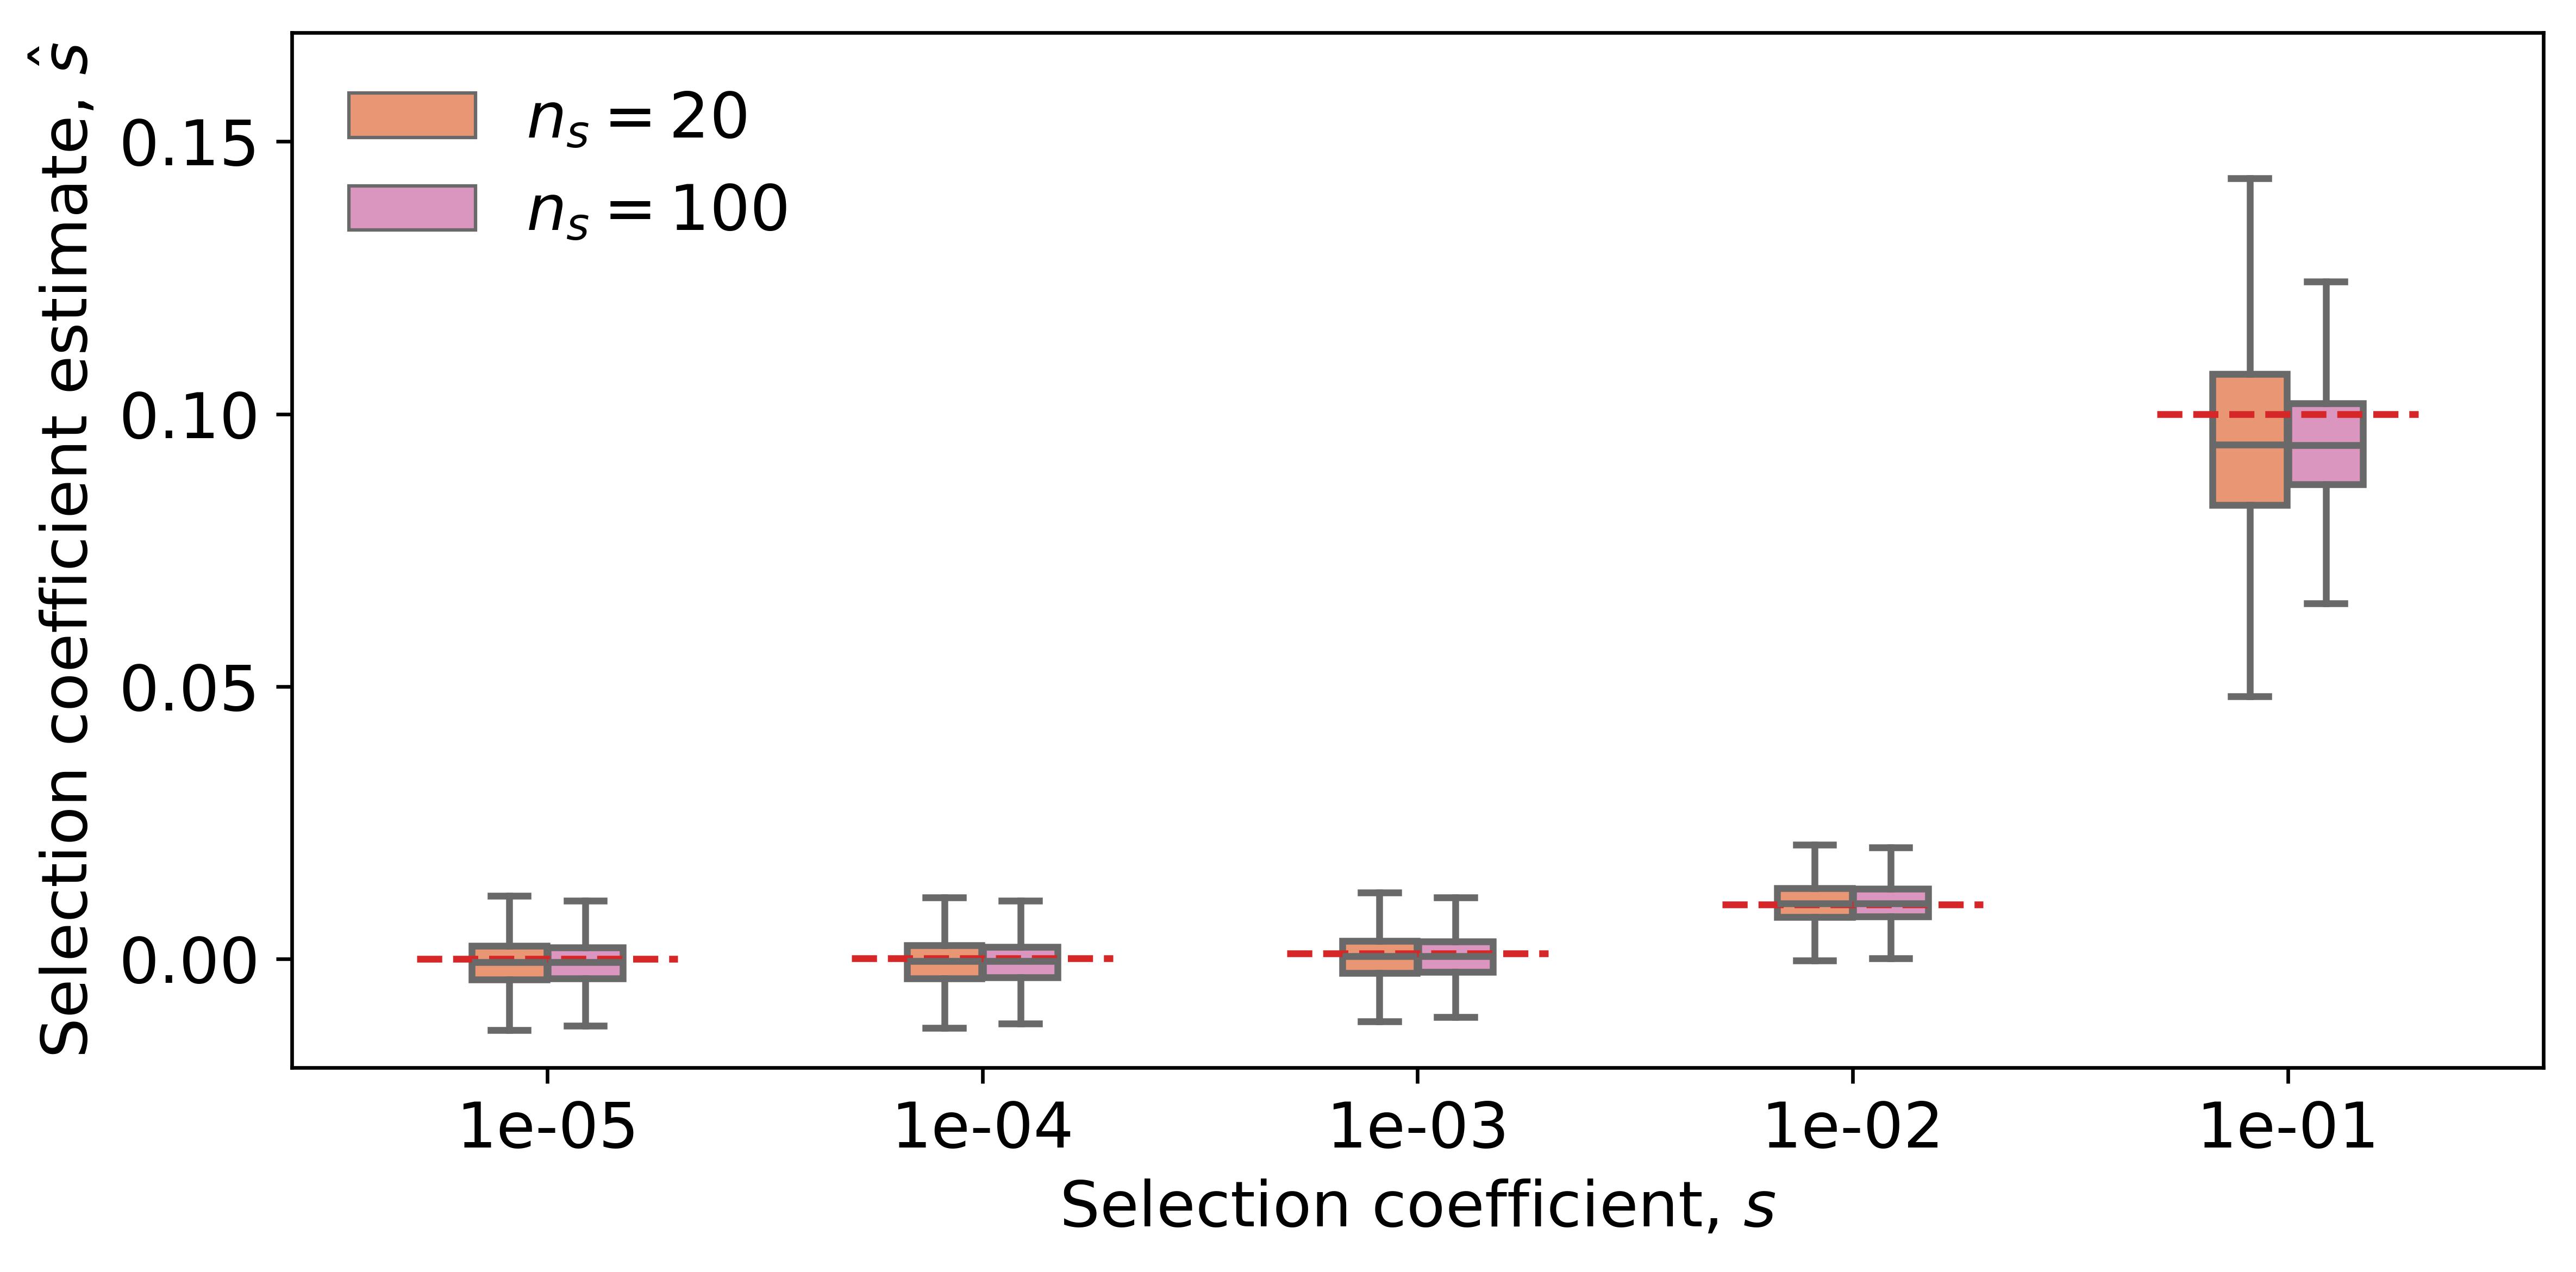 Selection coefficient estimate, ŝ
0.15
0.10
0.05
0.00
n_s = 20
n_s = 100
1e-05 1e-04 1e-03 1e-02 1e-01
Selection coefficient, s